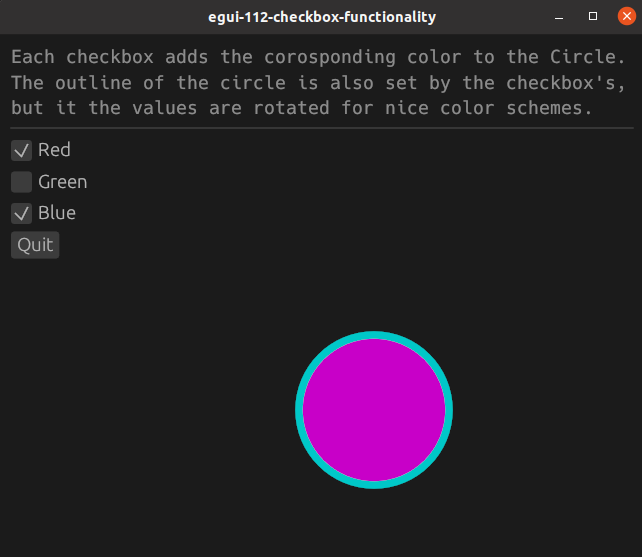 egui-112-checkbox-functionality
Each checkbox adds the corosponding color to the Circle.
The outline of the circle is also set by the checkbox's,
but it the values are rotated for nice color schemes.
Red
Green
Blue
Quit